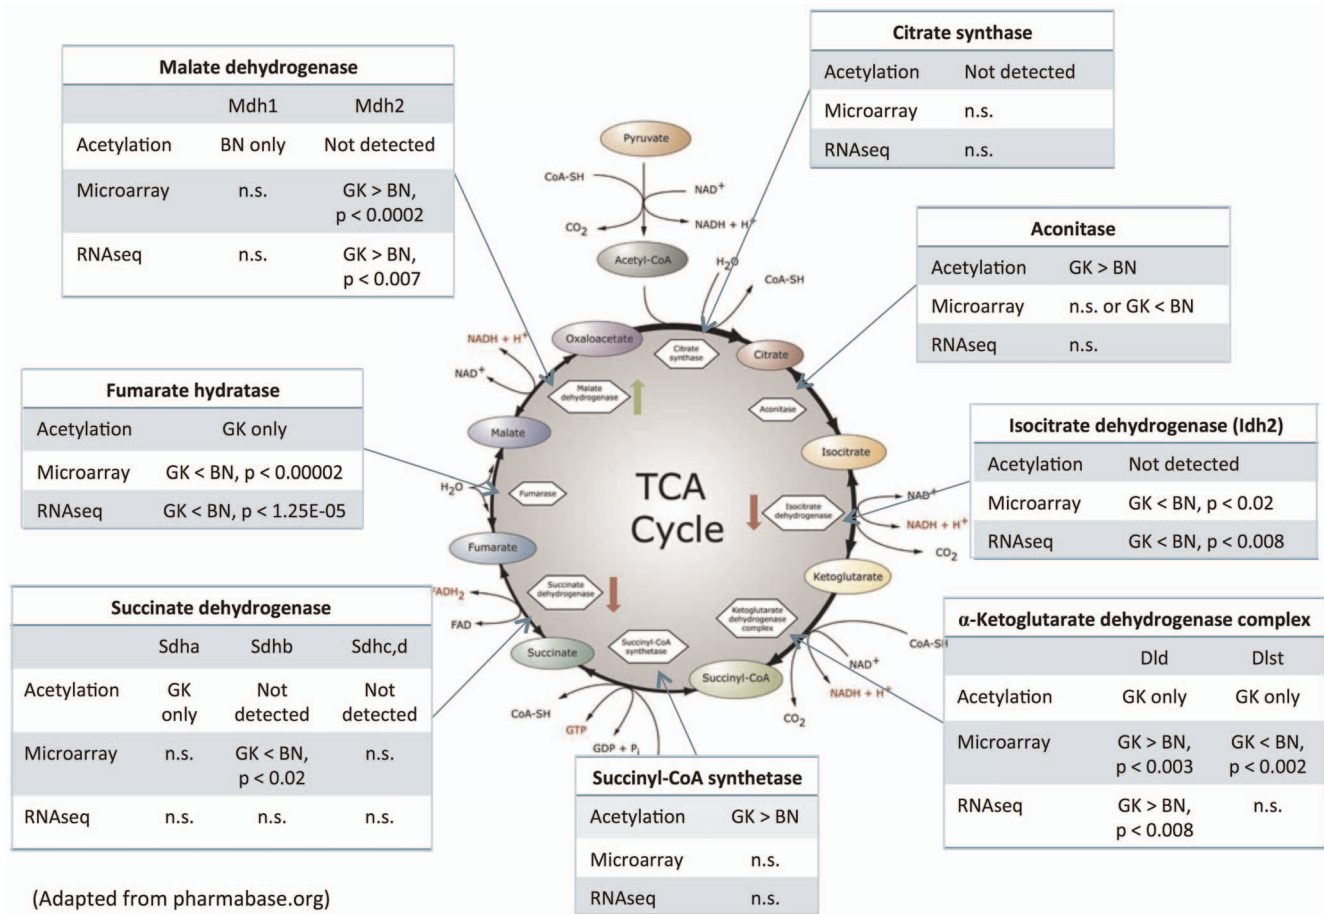 Malate dehydrogenase
Mdh1 Mdh2
Acetylation BN only Not detected
Microarray n.s. GK > BN,
p < 0.0002
RNAseq n.s. GK > BN,
p < 0.007
Citrate synthase
Acetylation Not detected
Microarray n.s.
RNAseq n.s.
Aconitase
Acetylation GK > BN
Microarray n.s. or GK < BN
RNAseq n.s.
Fumarate hydratase
Acetylation GK only
Microarray GK < BN, p < 0.00002
RNAseq GK < BN, p < 1.25E-05
Isocitrate dehydrogenase (Idh2)
Acetylation Not detected
Microarray GK < BN, p < 0.02
RNAseq GK < BN, p < 0.008
Succinate dehydrogenase
Sdha Sdhb Sdhc,d
Acetylation GK only Not detected Not detected
Microarray n.s. GK < BN, p < 0.02 n.s.
RNAseq n.s. n.s. n.s.
Succinyl-CoA synthetase
Acetylation GK > BN
Microarray n.s.
RNAseq n.s.
α-Ketoglutarate dehydrogenase complex
Dld Dlst
Acetylation GK only GK only
Microarray GK > BN, p < 0.003 GK < BN, p < 0.002
RNAseq GK > BN, p < 0.008 n.s.
Pyruvate
CoA-SH
NAD⁺
CO₂
NADH + H⁺
Acetyl-CoA
H₂O
CoA-SH
Oxaloacetate
Citrate synthase
Citrate
Aconitase
Isocitrate
NAD⁺
Isocitrate dehydrogenase
NADH + H⁺
CO₂
Ketoglutarate
Ketoglutarate dehydrogenase complex
CoA-SH
NAD⁺
NADH + H⁺
CO₂
Succinyl-CoA
Succinyl-CoA synthetase
CoA-SH
GTP
GDP + Pᵢ
Succinate
Succinate dehydrogenase
FADH₂
FAD
Fumarate
Fumarase
H₂O
Malate
Malate dehydrogenase
NADH + H⁺
NAD⁺
TCA
Cycle
(Adapted from pharmabase.org)